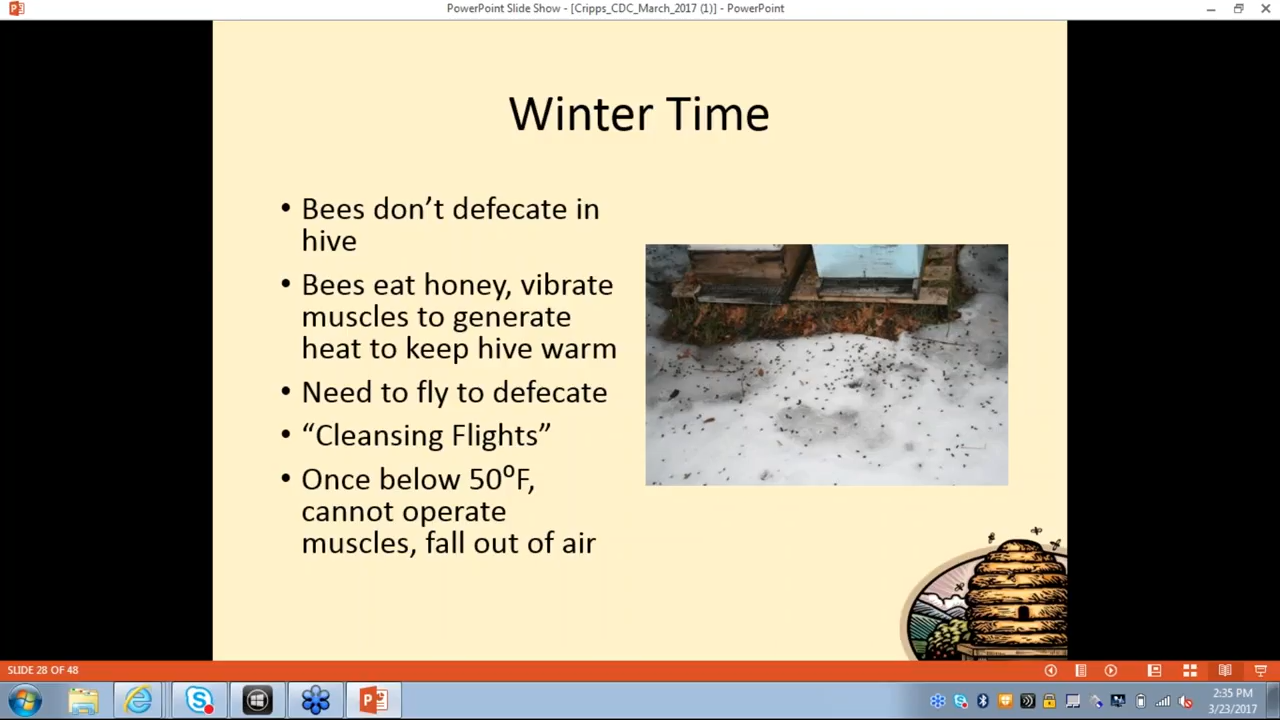 PowerPoint Slide Show - [Cripps_CDC_March_2017 (1)] - PowerPoint
Winter Time
• Bees don’t defecate in
hive
• Bees eat honey, vibrate
muscles to generate
heat to keep hive warm
• Need to fly to defecate
• “Cleansing Flights”
• Once below 50⁰F,
cannot operate
muscles, fall out of air
SLIDE 28 OF 48
2:35 PM
3/23/2017